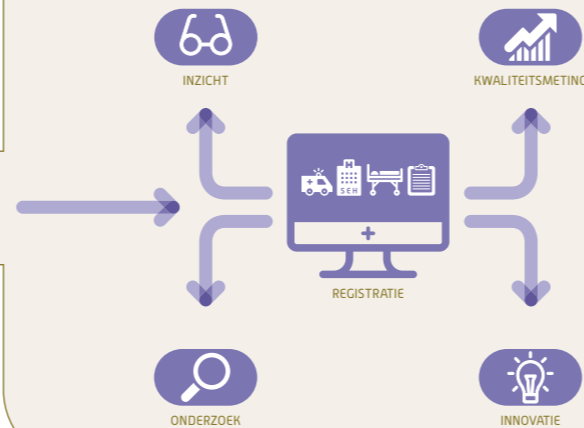 INZICHT
KWALITEITSMETING
H
SEH
REGISTRATIE
ONDERZOEK
INNOVATIE